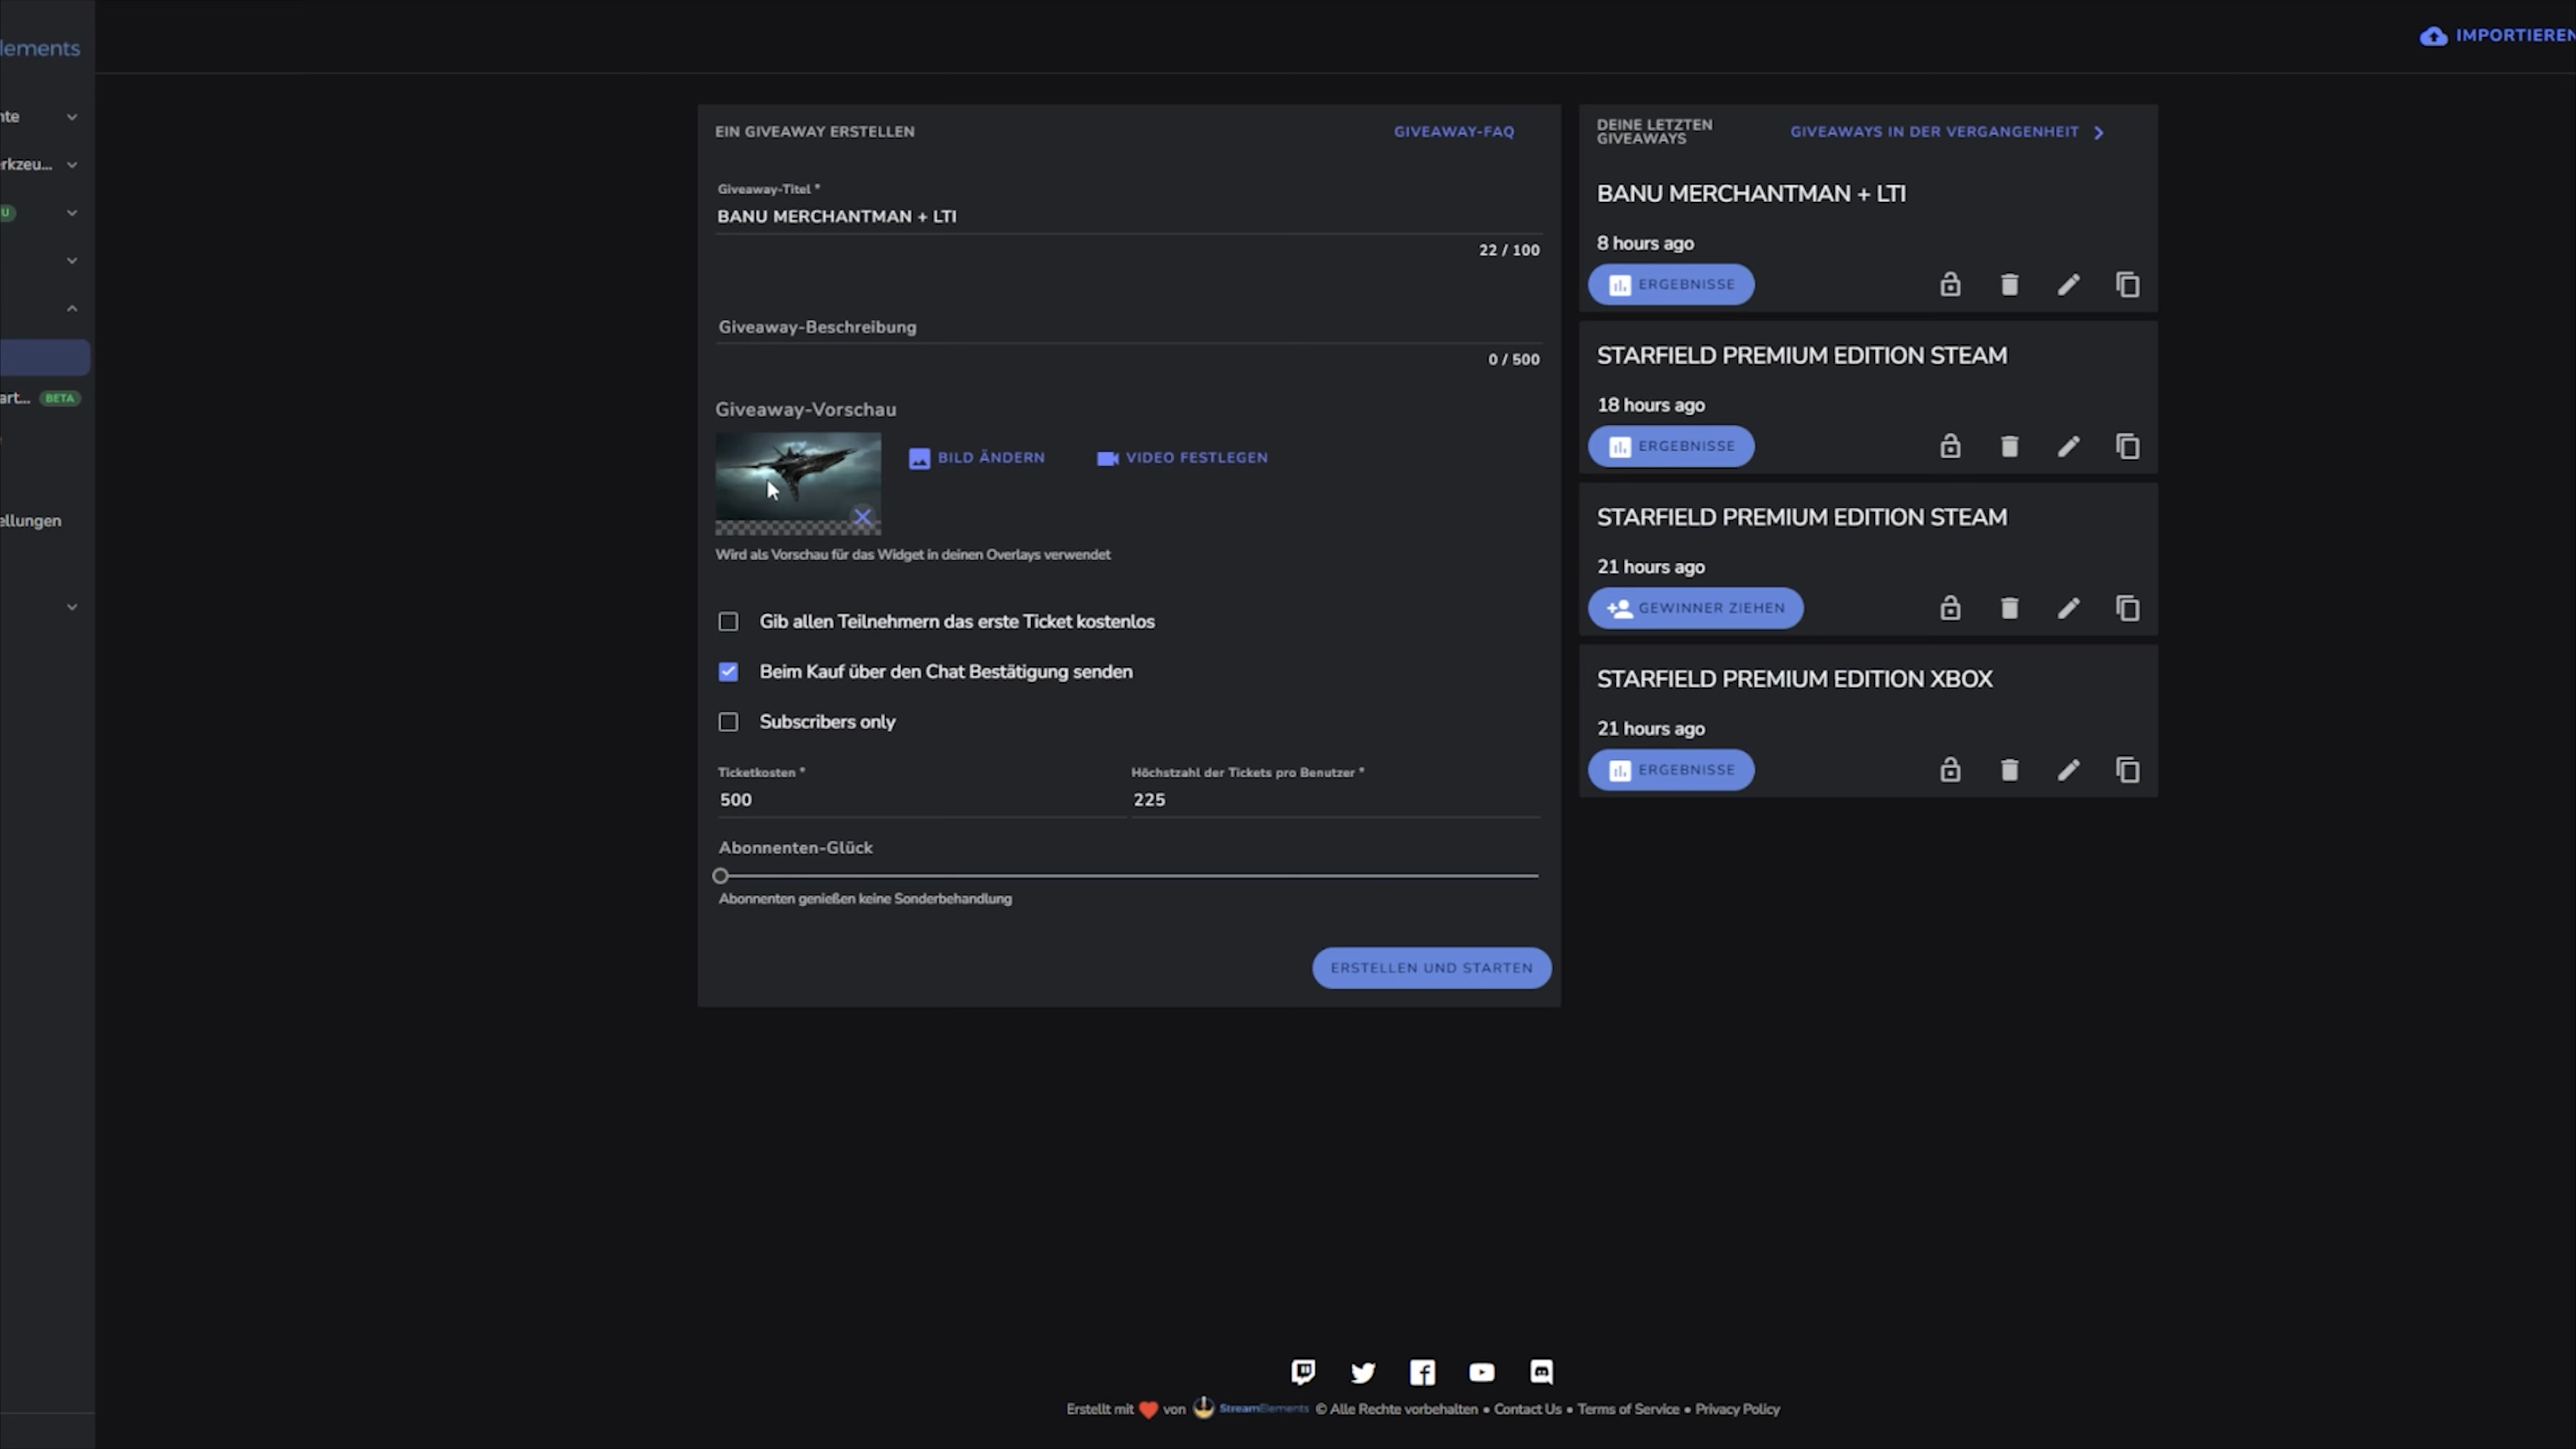 lements
IMPORTIEREN
nte
rkzeu...
U
art... BETA
ellungen
EIN GIVEAWAY ERSTELLEN
GIVEAWAY-FAQ
Giveaway-Titel *
BANU MERCHANTMAN + LTI
22 / 100
Giveaway-Beschreibung
0 / 500
Giveaway-Vorschau
BILD ÄNDERN
VIDEO FESTLEGEN
Wird als Vorschau für das Widget in deinen Overlays verwendet
Gib allen Teilnehmern das erste Ticket kostenlos
Beim Kauf über den Chat Bestätigung senden
Subscribers only
Ticketkosten *
Höchstzahl der Tickets pro Benutzer *
500
225
Abonnenten-Glück
Abonnenten genießen keine Sonderbehandlung
ERSTELLEN UND STARTEN
DEINE LETZTEN
GIVEAWAYS
GIVEAWAYS IN DER VERGANGENHEIT
BANU MERCHANTMAN + LTI
8 hours ago
ERGEBNISSE
STARFIELD PREMIUM EDITION STEAM
18 hours ago
ERGEBNISSE
STARFIELD PREMIUM EDITION STEAM
21 hours ago
GEWINNER ZIEHEN
STARFIELD PREMIUM EDITION XBOX
21 hours ago
ERGEBNISSE
Erstellt mit von StreamElements © Alle Rechte vorbehalten • Contact Us • Terms of Service • Privacy Policy